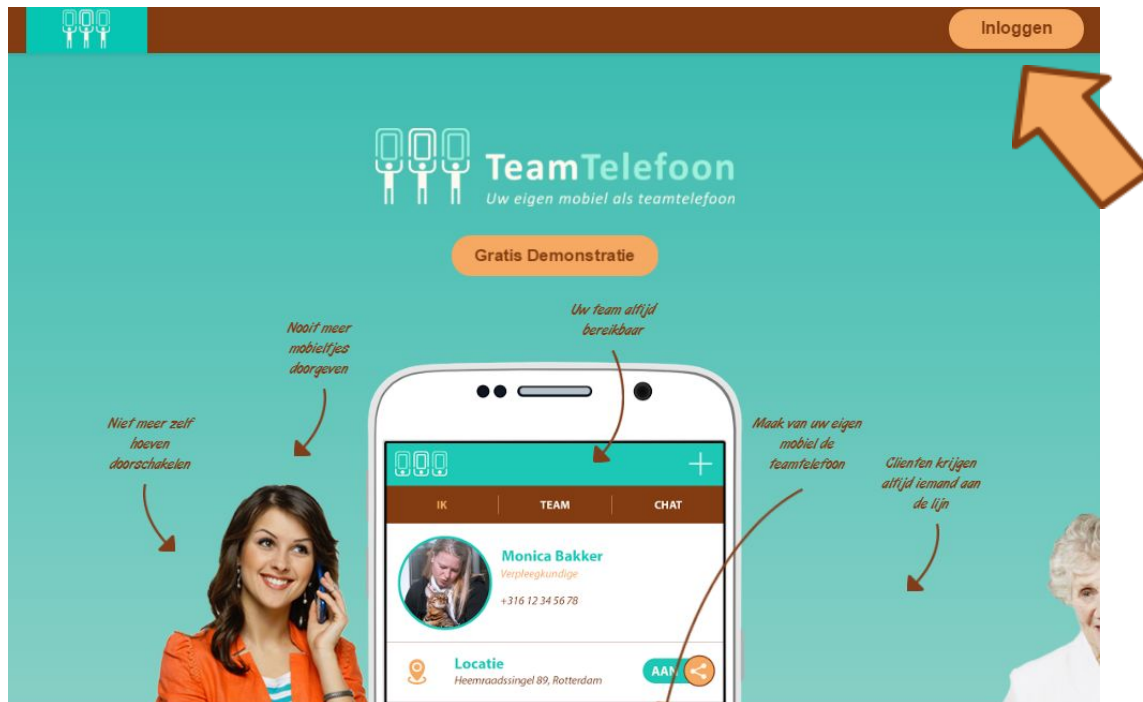 Inloggen
TeamTelefoon
Uw eigen mobiel als teamtelefoon
Gratis Demonstratie
Uw team altijd
bereikbaar
Nooit meer
mobieltjes
doorgeven
Niet meer zelf
hoeven
doorschakelen
Maak van uw eigen
mobiel de
teamtelefoon
Clienten krijgen
altijd iemand aan
de lijn
IK
TEAM
CHAT
Monica Bakker
Verpleegkundige
+316 12 34 56 78
Locatie
Heemraadssingel 89, Rotterdam
AAN